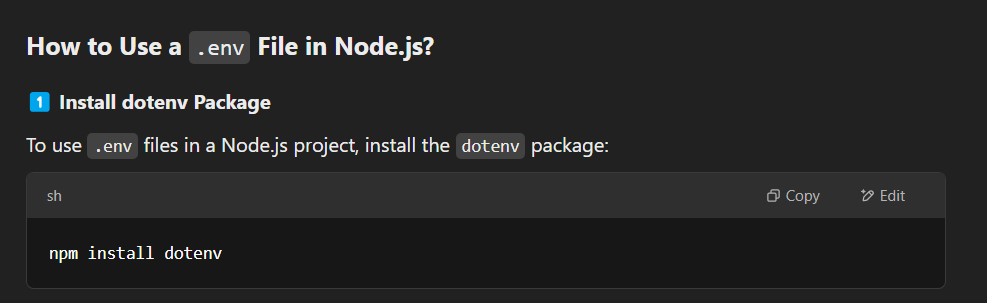 How to Use a .env File in Node.js?
1 Install dotenv Package
To use .env files in a Node.js project, install the dotenv package:
sh Copy Edit
npm install dotenv